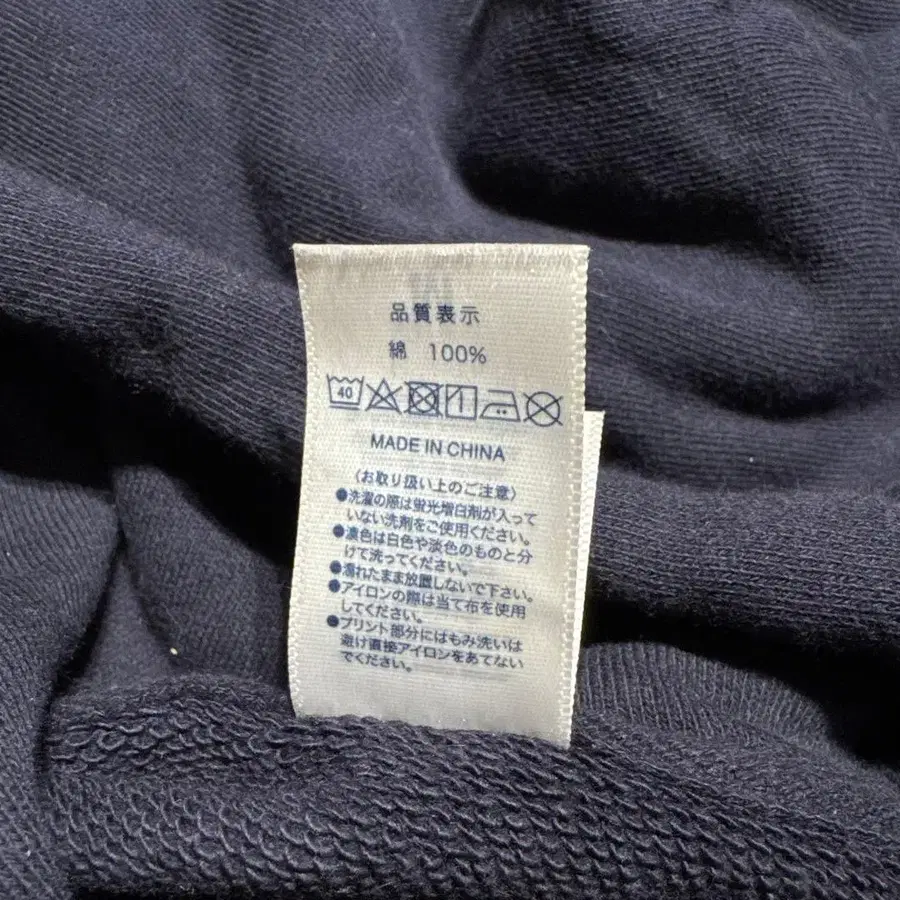 品質表示
綿 100%
40
MADE IN CHINA
〈お取り扱い上のご注意〉
●洗濯の際は蛍光増白剤が入って
いない洗剤をご使用ください。
●濃色は白色や淡色のものと分
けて洗ってください。
●濡れたまま放置しないで下さい。
●アイロンの際は当て布を使用
してください。
●プリント部分にはもみ洗いは
避け直接アイロンをあてない
でください。